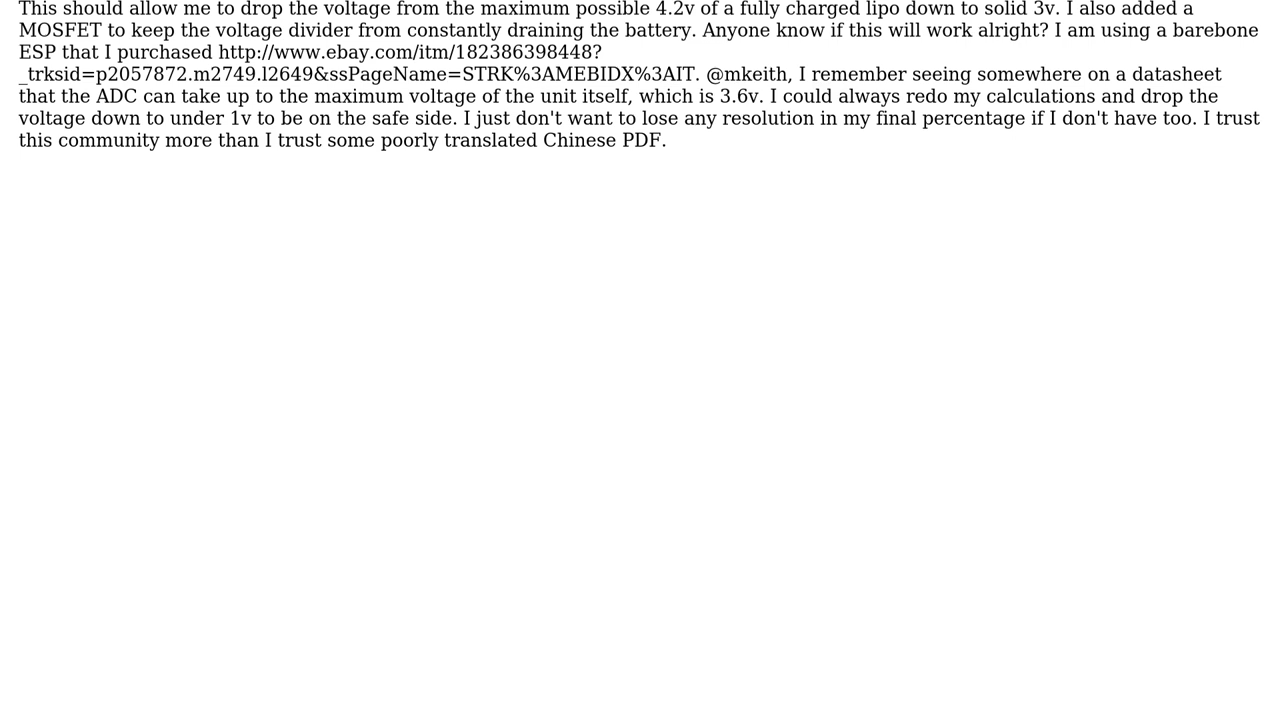 This should allow me to drop the voltage from the maximum possible 4.2v of a fully charged lipo down to solid 3v. I also added a
MOSFET to keep the voltage divider from constantly draining the battery. Anyone know if this will work alright? I am using a barebone
ESP that I purchased http://www.ebay.com/itm/182386398448?
_trksid=p2057872.m2749.l2649&ssPageName=STRK%3AMEBIDX%3AIT. @mkeith, I remember seeing somewhere on a datasheet
that the ADC can take up to the maximum voltage of the unit itself, which is 3.6v. I could always redo my calculations and drop the
voltage down to under 1v to be on the safe side. I just don't want to lose any resolution in my final percentage if I don't have too. I trust
this community more than I trust some poorly translated Chinese PDF.